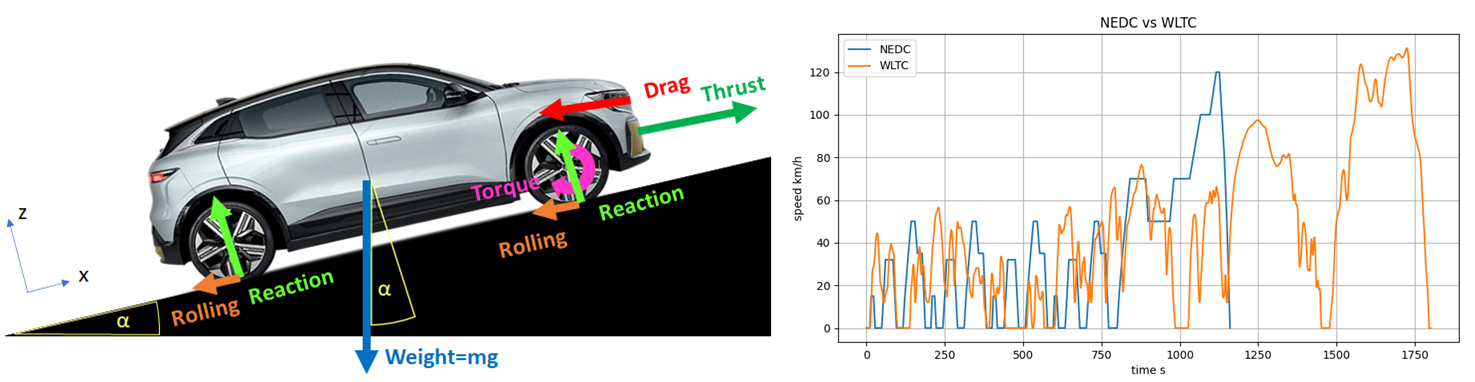 Drag
Thrust
Torque
Reaction
Rolling
z
x
Reaction
Rolling
α
α
Weight=mg
NEDC vs WLTC
NEDC
WLTC
speed km/h
120
100
80
60
40
20
0
0
250
500
750
1000
1250
1500
1750
time s